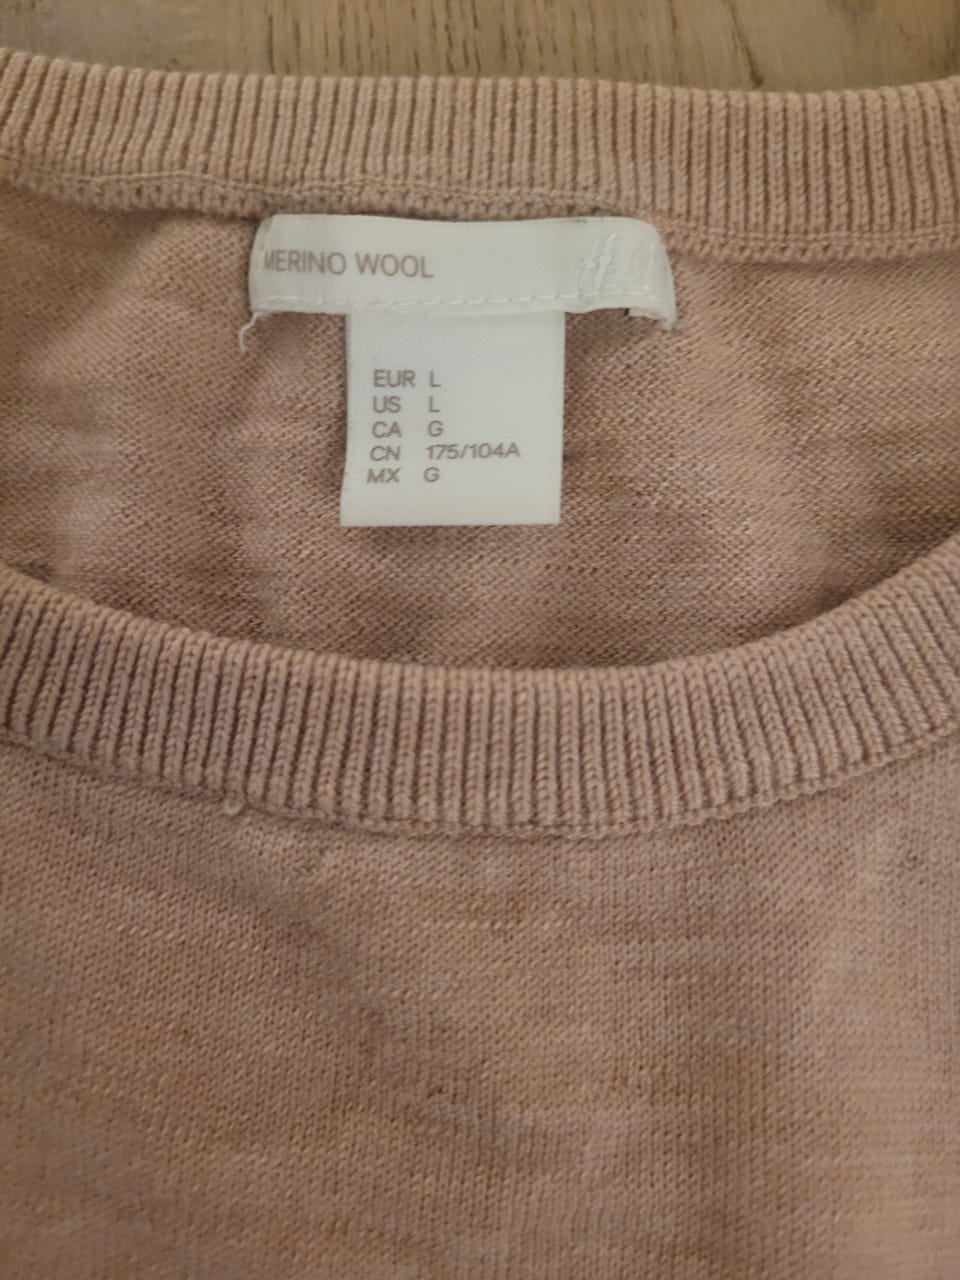 MERINO WOOL
EUR L
US L
CA G
CN 175/104A
MX G